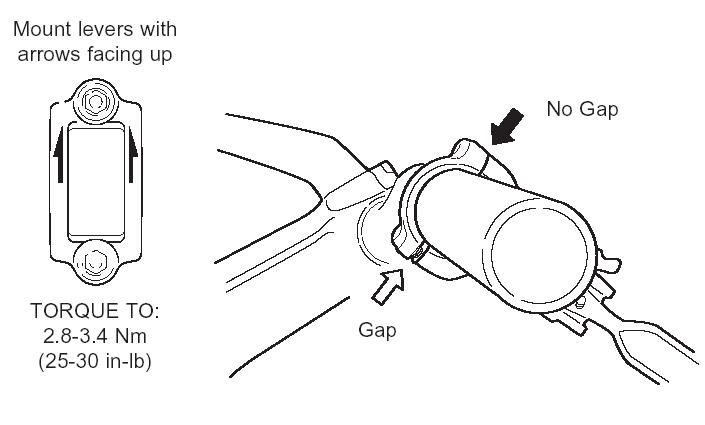 Mount levers with
arrows facing up
No Gap
Gap
TORQUE TO:
2.8-3.4 Nm
(25-30 in-lb)